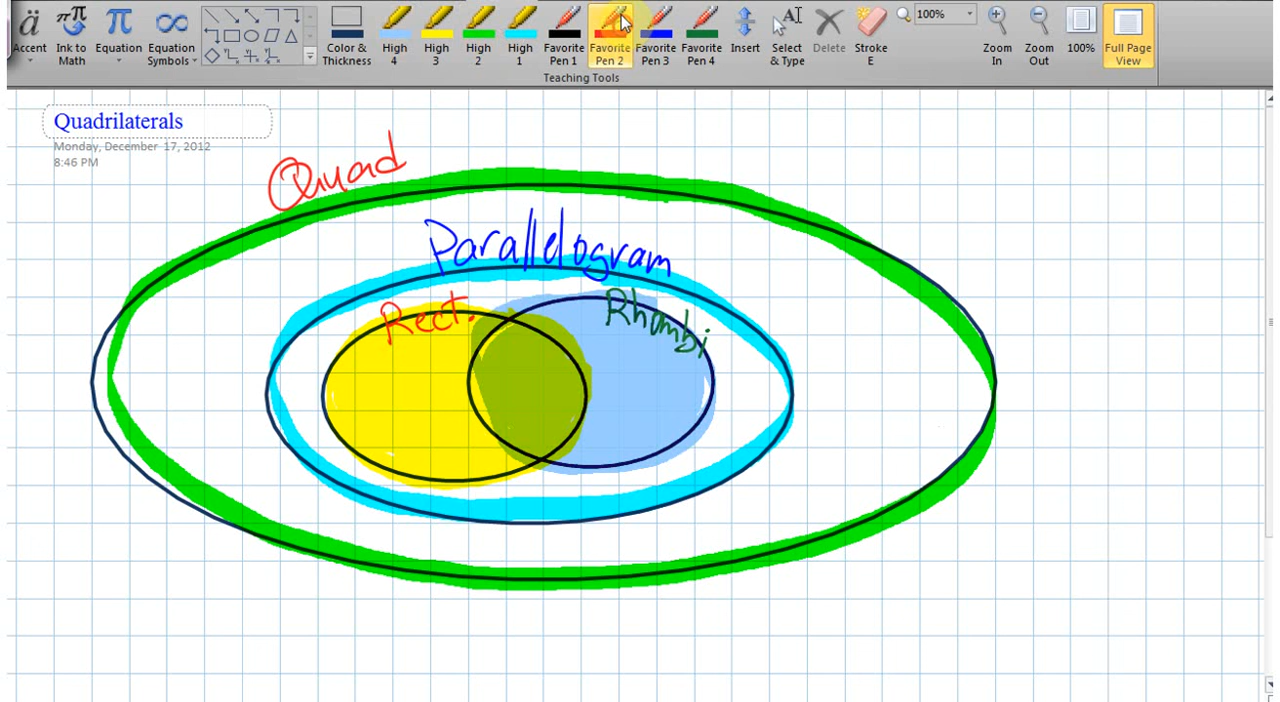 Accent
Ink to Math
Equation
Equation Symbols
Color & Thickness
High 4
High 3
High 2
High 1
Favorite Pen 1
Favorite Pen 2
Favorite Pen 3
Favorite Pen 4
Insert
Select & Type
Delete
Stroke E
100%
Zoom In
Zoom Out
100%
Full Page View
Teaching Tools
Quadrilaterals
Monday, December 17, 2012
8:46 PM
Quad
Parallelogram
Rect.
Rhombi